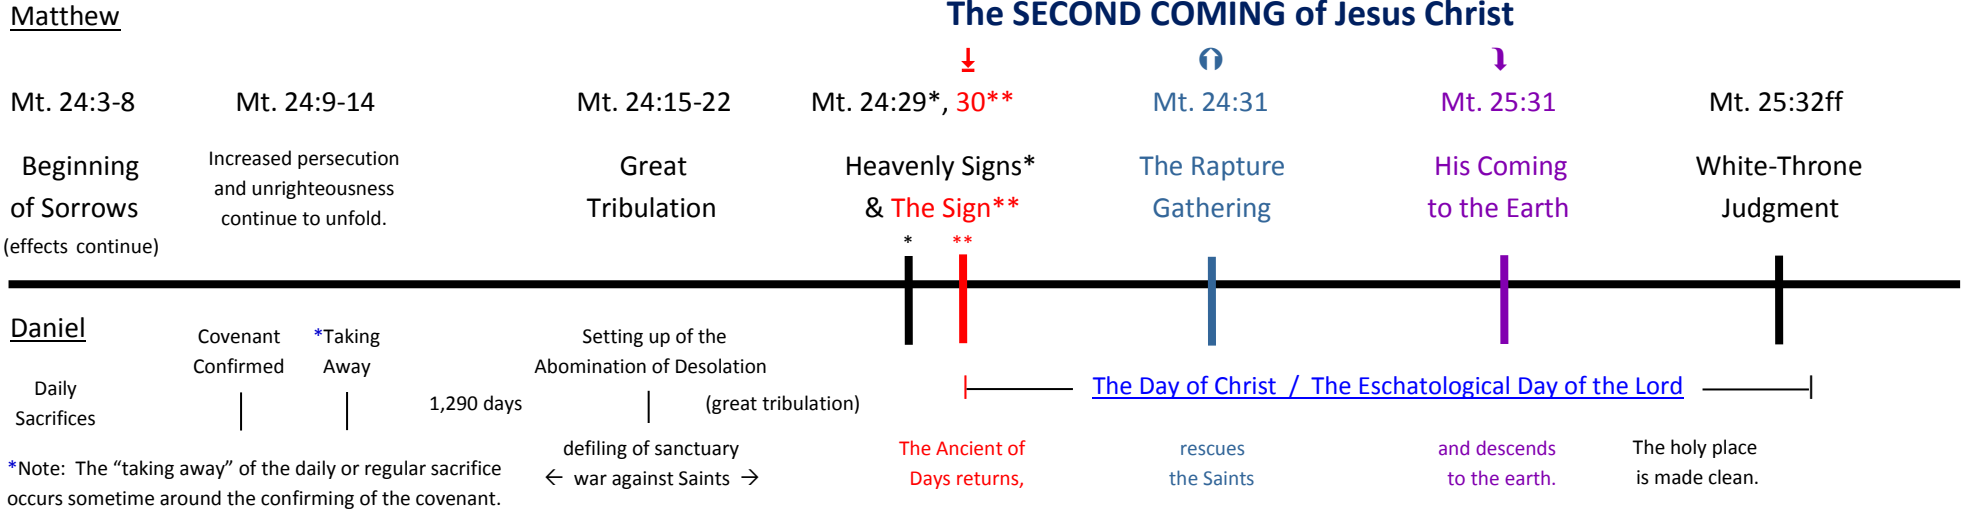 The SECOND COMING of Jesus Christ
Matthew
Mt. 24:3-8
Mt. 24:9-14
Mt. 24:15-22
Mt. 24:29*, 30**
Mt. 24:31
Mt. 25:31
Mt. 25:32ff
Beginning
of Sorrows
(effects continue)
Increased persecution
and unrighteousness
continue to unfold.
Great
Tribulation
Heavenly Signs*
& The Sign**
*
**
The Rapture
Gathering
His Coming
to the Earth
White-Throne
Judgment
Daniel
Daily
Sacrifices
Covenant
Confirmed
*Taking
Away
1,290 days
Setting up of the
Abomination of Desolation
(great tribulation)
The Day of Christ / The Eschatological Day of the Lord
*Note: The “taking away” of the daily or regular sacrifice
occurs sometime around the confirming of the covenant.
defiling of sanctuary
← war against Saints →
The Ancient of
Days returns,
rescues
the Saints
and descends
to the earth.
The holy place
is made clean.